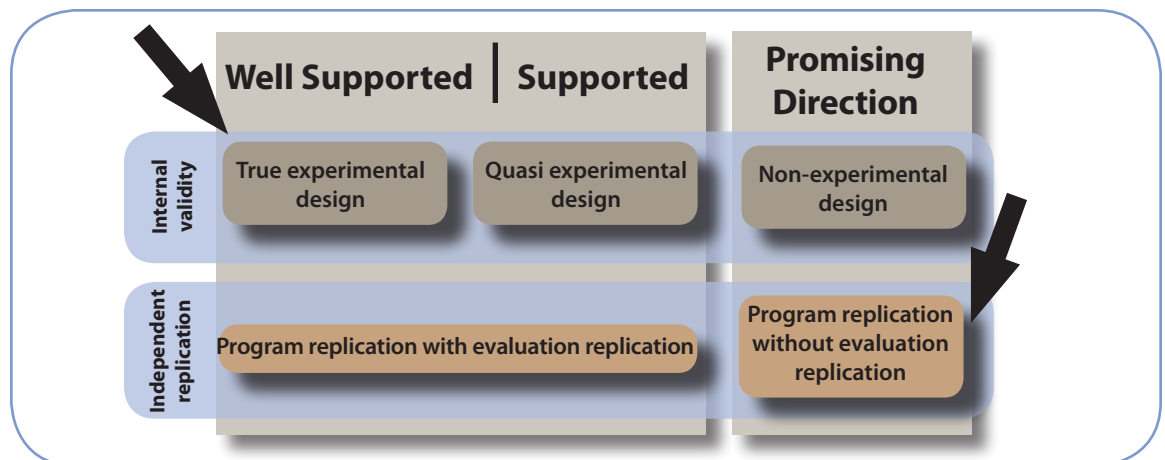 Well Supported | Supported
Promising
Direction
Internal
validity
True experimental
design
Quasi experimental
design
Non-experimental
design
Independent
replication
Program replication with evaluation replication
Program replication
without evaluation
replication